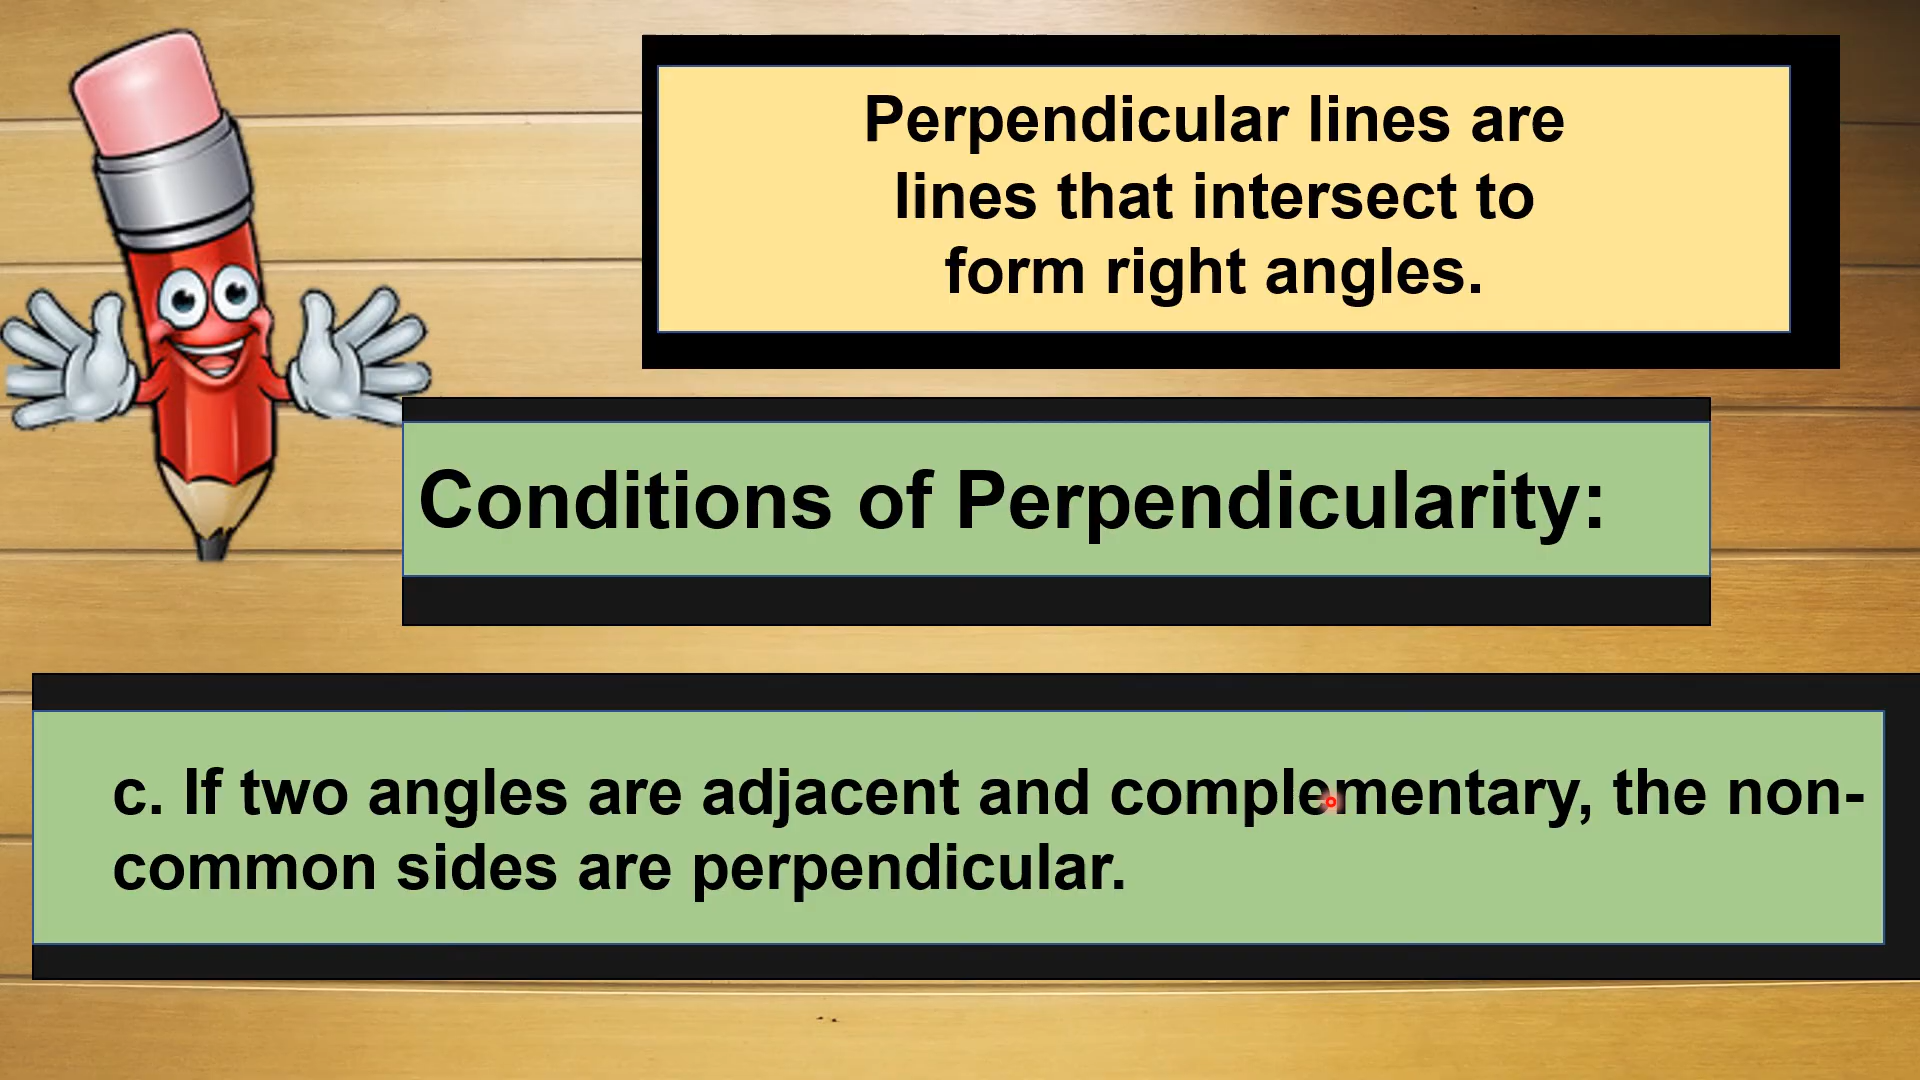 Perpendicular lines are
lines that intersect to
form right angles.
Conditions of Perpendicularity:
c. If two angles are adjacent and complementary, the non-
common sides are perpendicular.